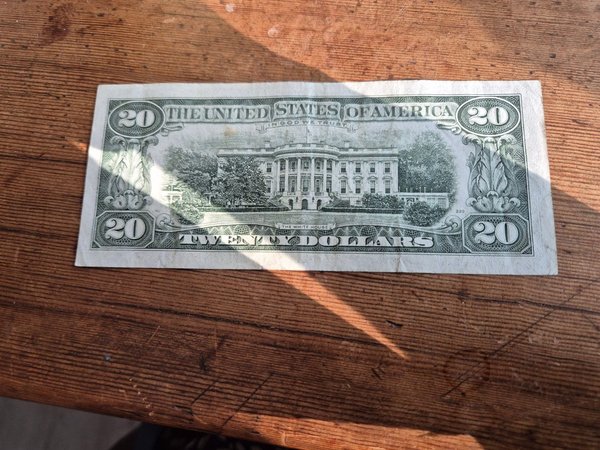 20 THE UNITED STATES OF AMERICA 20
IN GOD WE TRUST
THE WHITE HOUSE
20 TWENTY DOLLARS 20